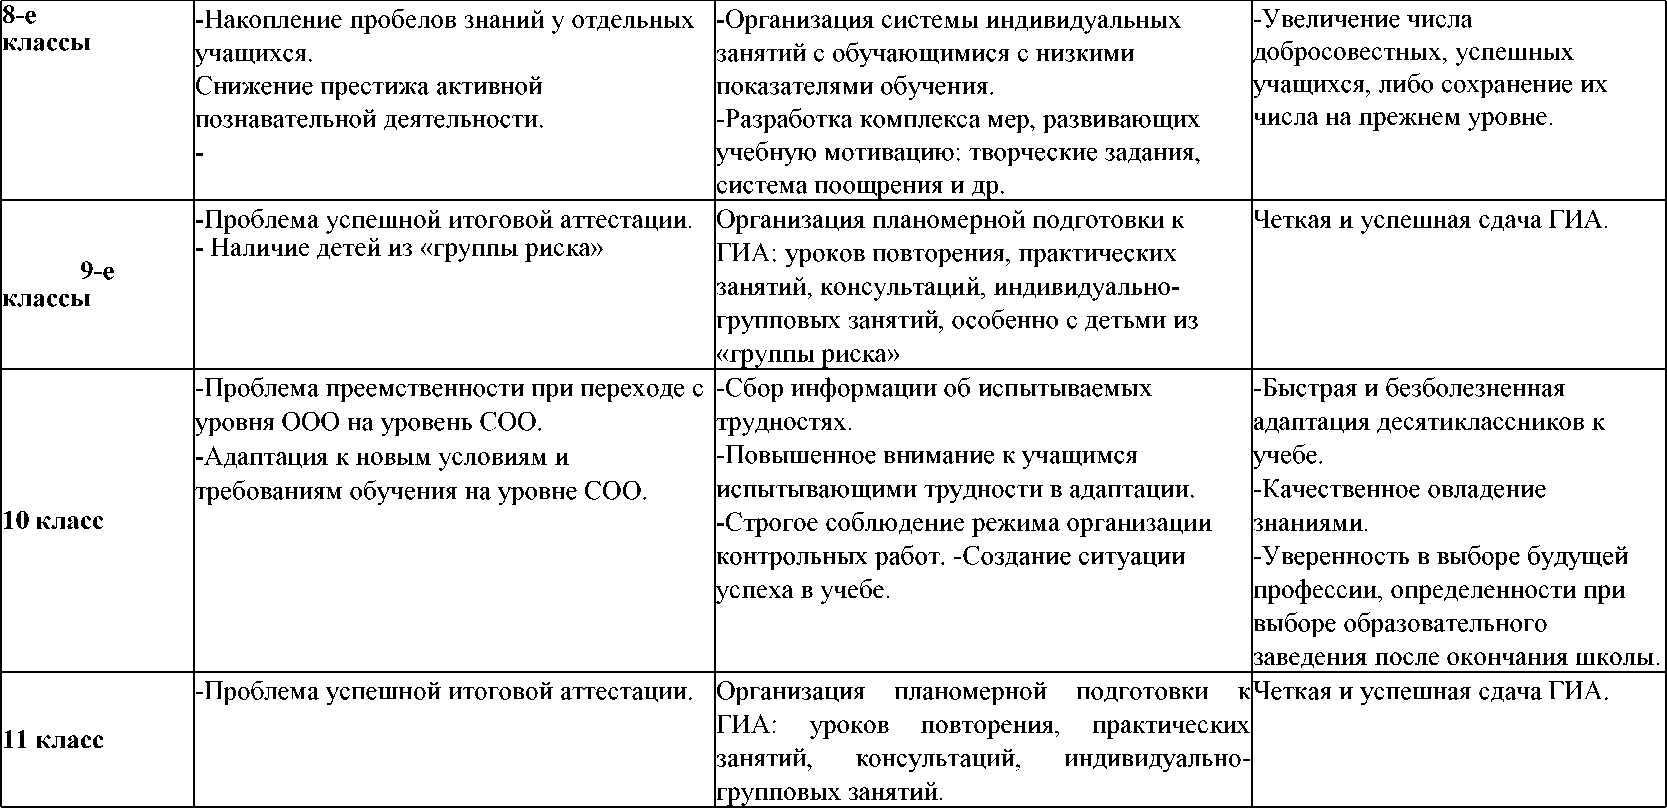 8-е
классы
-Накопление пробелов знаний у отдельных
учащихся.
Снижение престижа активной
познавательной деятельности.
-
-Организация системы индивидуальных
занятий с обучающимися с низкими
показателями обучения.
-Разработка комплекса мер, развивающих
учебную мотивацию: творческие задания,
система поощрения и др.
-Увеличение числа
добросовестных, успешных
учащихся, либо сохранение их
числа на прежнем уровне.
9-е
классы
-Проблема успешной итоговой аттестации.
- Наличие детей из «группы риска»
Организация планомерной подготовки к
ГИА: уроков повторения, практических
занятий, консультаций, индивидуально-
групповых занятий, особенно с детьми из
«группы риска»
Четкая и успешная сдача ГИА.
10 класс
-Проблема преемственности при переходе с
уровня ООО на уровень СОО.
-Адаптация к новым условиям и
требованиям обучения на уровне СОО.
-Сбор информации об испытываемых
трудностях.
-Повышенное внимание к учащимся
испытывающими трудности в адаптации.
-Строгое соблюдение режима организации
контрольных работ. -Создание ситуации
успеха в учебе.
-Быстрая и безболезненная
адаптация десятиклассников к
учебе.
-Качественное овладение
знаниями.
-Уверенность в выборе будущей
профессии, определенности при
выборе образовательного
заведения после окончания школы.
11 класс
-Проблема успешной итоговой аттестации.
Организация планомерной подготовки к
ГИА: уроков повторения, практических
занятий, консультаций, индивидуально-
групповых занятий.
Четкая и успешная сдача ГИА.